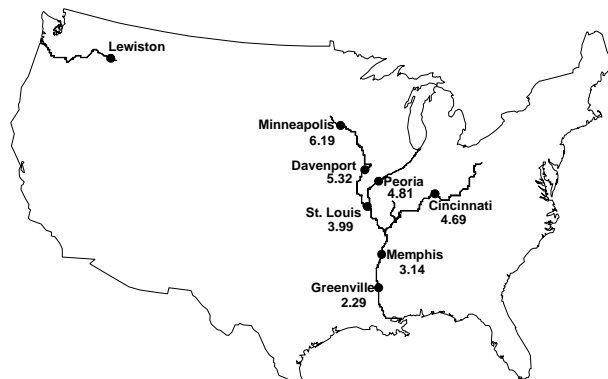 Lewiston
Minneapolis
6.19
Davenport
5.32
Peoria
4.81
Cincinnati
4.69
St. Louis
3.99
Memphis
3.14
Greenville
2.29